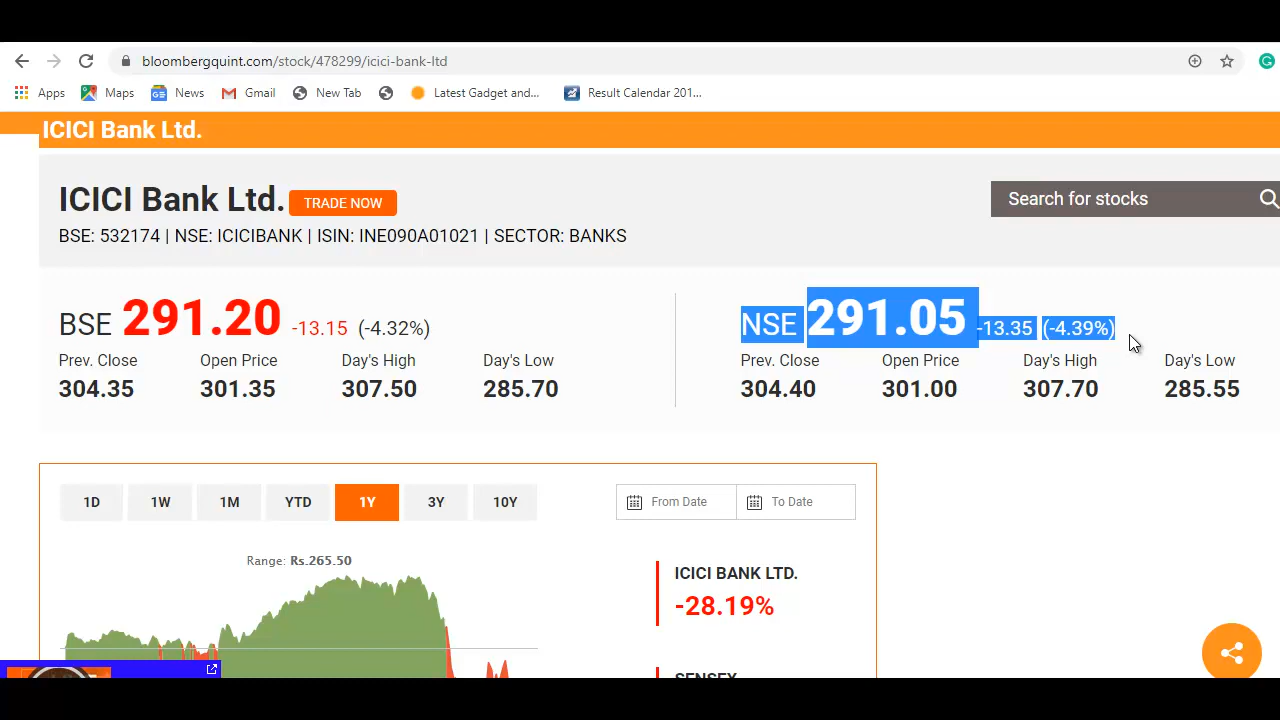 bloombergquint.com/stock/478299/icici-bank-ltd
Apps Maps News Gmail New Tab Latest Gadget and... Result Calendar 201...
ICICI Bank Ltd.
ICICI Bank Ltd. TRADE NOW
Search for stocks
BSE: 532174 | NSE: ICICIBANK | ISIN: INE090A01021 | SECTOR: BANKS
BSE 291.20 -13.15 (-4.32%)
Prev. Close Open Price Day's High Day's Low
304.35 301.35 307.50 285.70
NSE 291.05 -13.35 (-4.39%)
Prev. Close Open Price Day's High Day's Low
304.40 301.00 307.70 285.55
1D 1W 1M YTD 1Y 3Y 10Y
From Date To Date
Range: Rs.265.50
ICICI BANK LTD.
-28.19%
SENSEX